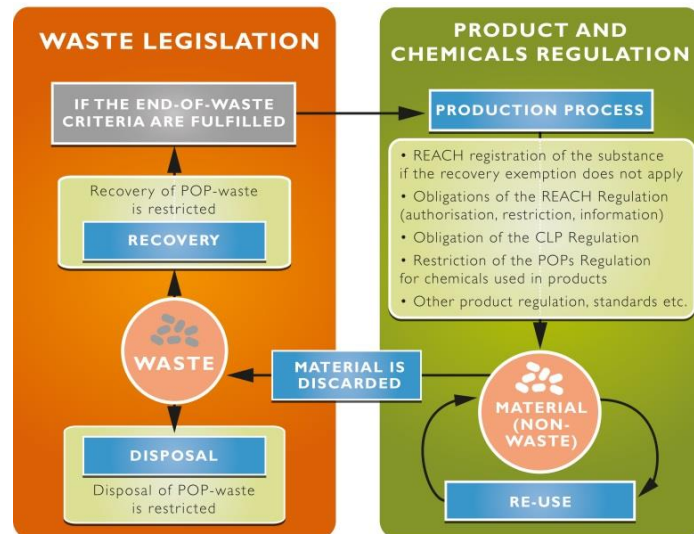 WASTE LEGISLATION
IF THE END-OF-WASTE
CRITERIA ARE FULFILLED
Recovery of POP-waste
is restricted
RECOVERY
WASTE
DISPOSAL
Disposal of POP-waste
is restricted
MATERIAL IS
DISCARDED
PRODUCT AND
CHEMICALS REGULATION
PRODUCTION PROCESS
• REACH registration of the substance
if the recovery exemption does not apply
• Obligations of the REACH Regulation
(authorisation, restriction, information)
• Obligation of the CLP Regulation
• Restriction of the POPs Regulation
for chemicals used in products
• Other product regulation, standards etc.
MATERIAL
(NON-
WASTE)
RE-USE